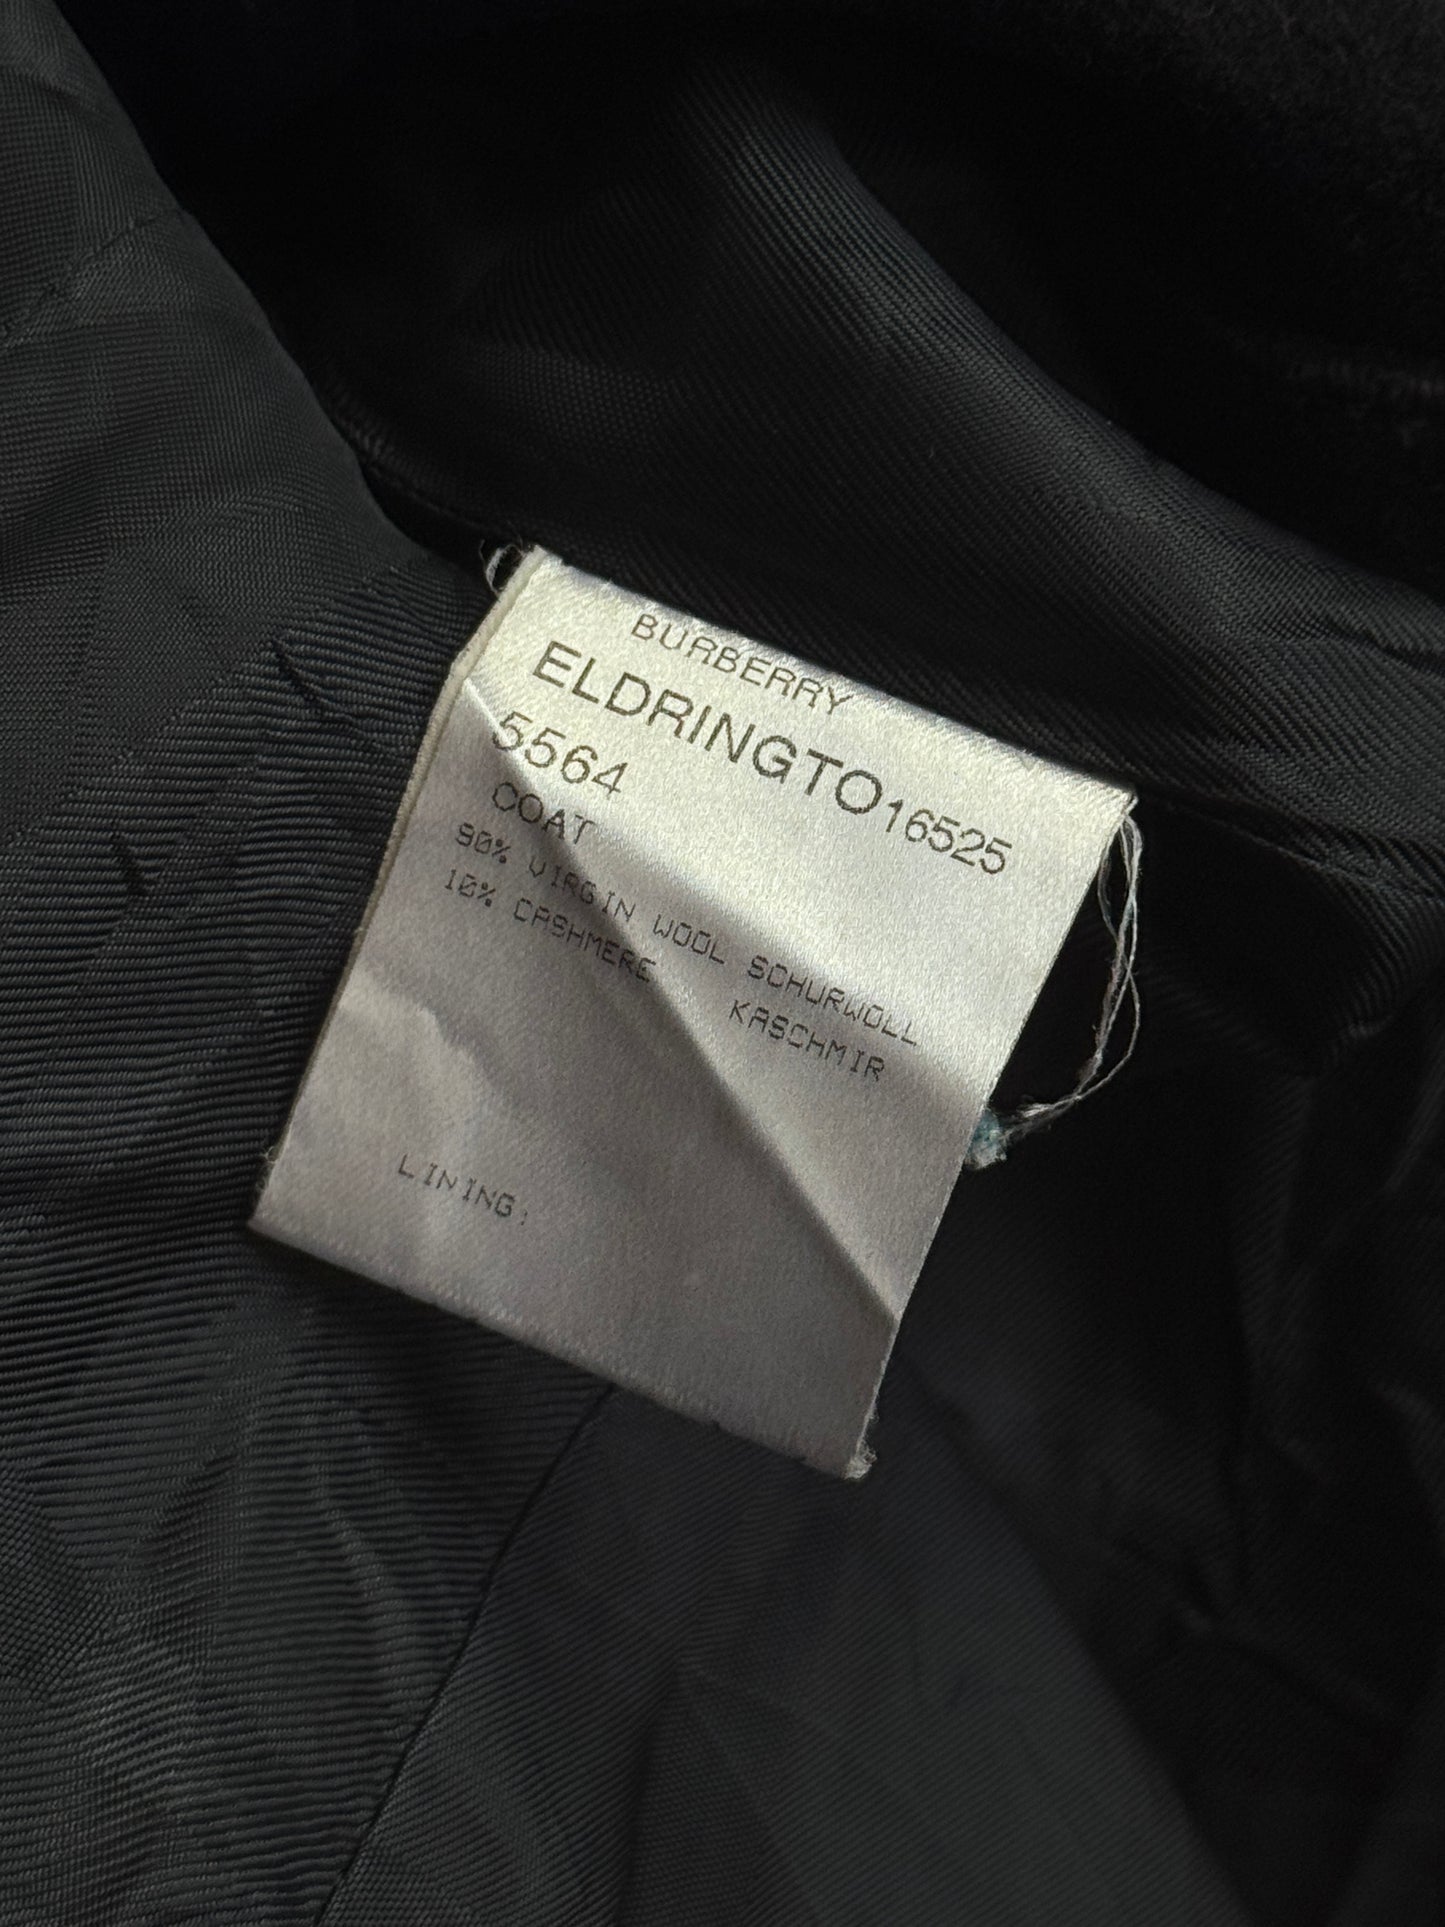 BURBERRY
ELDRINGTO16525
5564
COAT
90% VIRGIN WOOL SCHURWOLL
10% CASHMERE KASCHMIR
LINING: